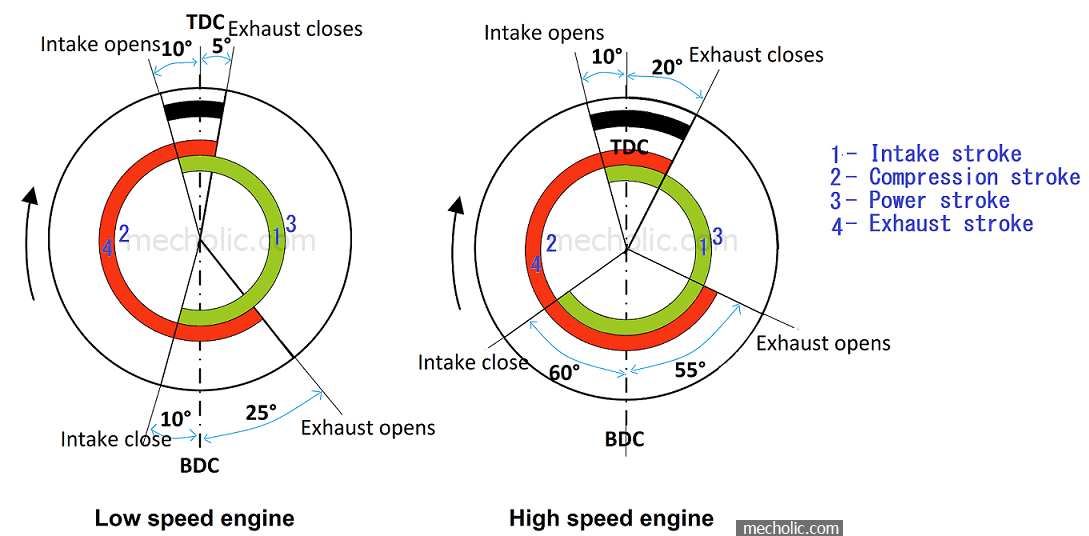 TDC
Exhaust closes
Intake opens
10°
5°
4
2
1
3
mecholic.com
10°
25°
Intake close
Exhaust opens
BDC
Low speed engine
Intake opens
10°
20°
Exhaust closes
TDC
2
4
1
3
mecholic.com
Exhaust opens
Intake close
60°
55°
BDC
High speed engine
1- Intake stroke
2- Compression stroke
3- Power stroke
4- Exhaust stroke
mecholic.com